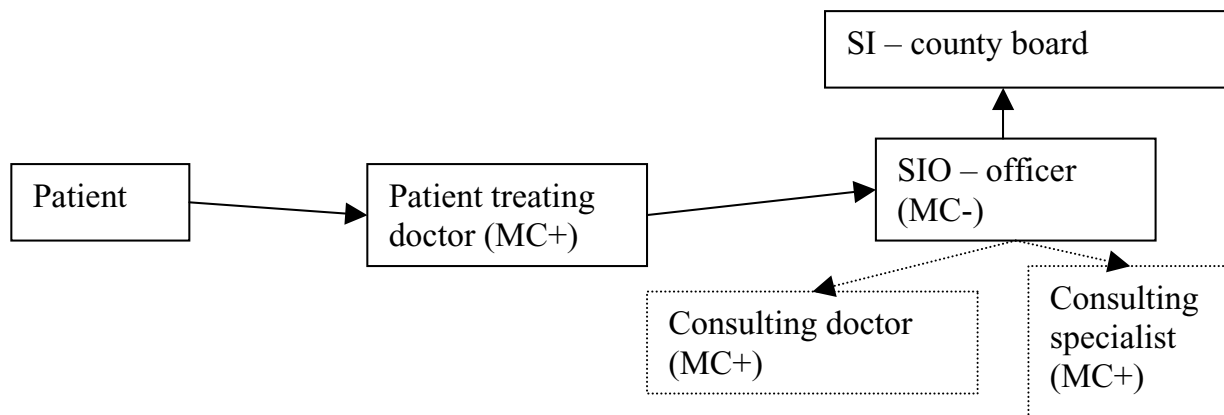 SI – county board
Patient
Patient treating
doctor (MC+)
SIO – officer
(MC-)
Consulting doctor
(MC+)
Consulting
specialist
(MC+)